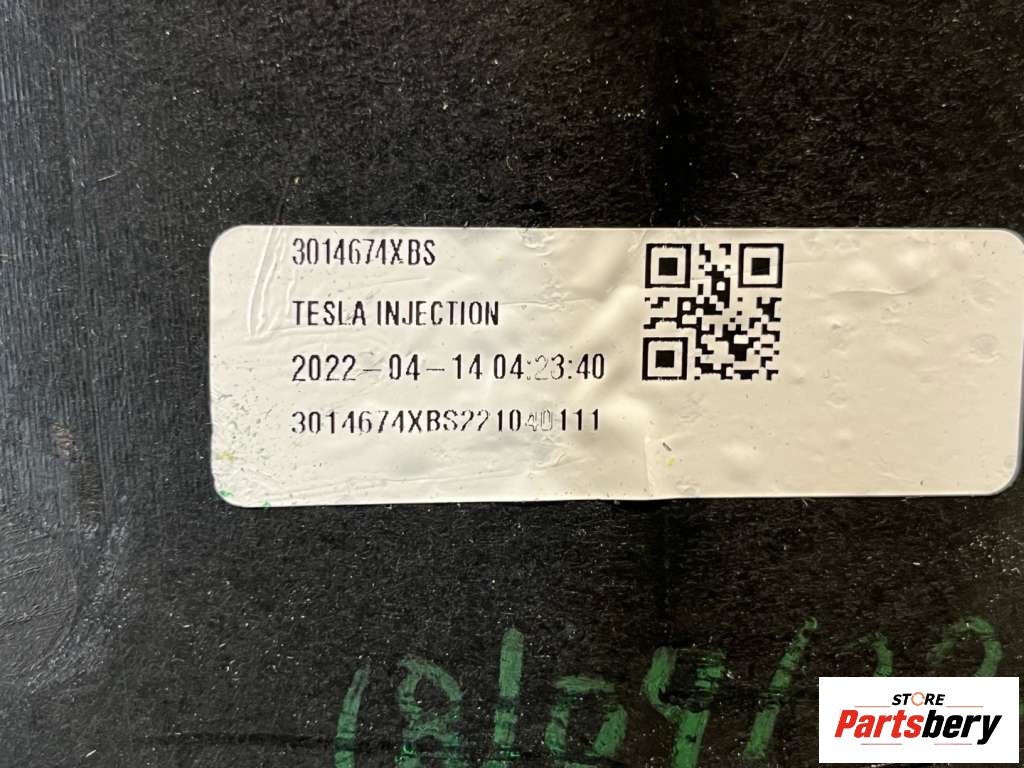 3014674XBS
TESLA INJECTION
2022-04-14 04:23:40
3014674XBS221040111
STORE
Partsbery